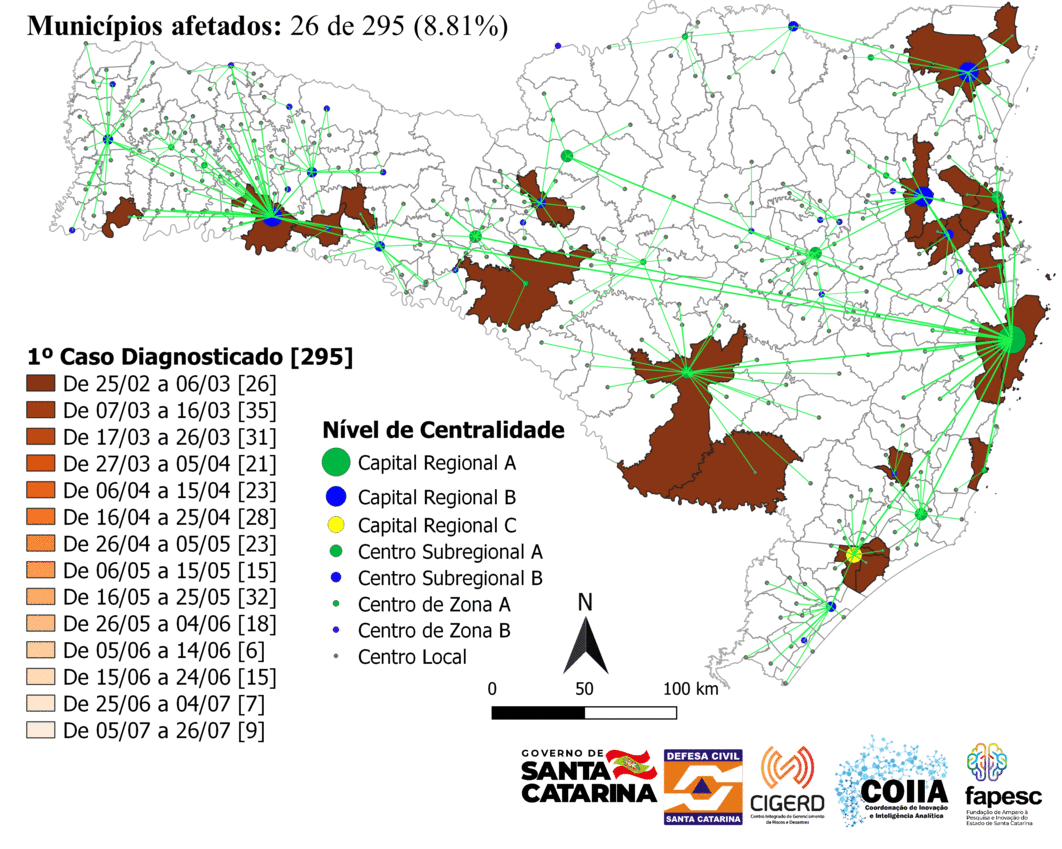 Municípios afetados: 26 de 295 (8.81%)
1º Caso Diagnosticado [295]
De 25/02 a 06/03 [26]
De 07/03 a 16/03 [35]
De 17/03 a 26/03 [31]
De 27/03 a 05/04 [21]
De 06/04 a 15/04 [23]
De 16/04 a 25/04 [28]
De 26/04 a 05/05 [23]
De 06/05 a 15/05 [15]
De 16/05 a 25/05 [32]
De 26/05 a 04/06 [18]
De 05/06 a 14/06 [6]
De 15/06 a 24/06 [15]
De 25/06 a 04/07 [7]
De 05/07 a 26/07 [9]
Nível de Centralidade
Capital Regional A
Capital Regional B
Capital Regional C
Centro Subregional A
Centro Subregional B
Centro de Zona A
Centro de Zona B
Centro Local
N
0 50 100 km
GOVERNO DE
SANTA
CATARINA
DEFESA CIVIL
SANTA CATARINA
CIGERD
Centro Integrado de Gerenciamento
de Riscos e Desastres
COIIA
Coordenação de Inovação
e Inteligência Analítica
fapesc
Fundação de Amparo à
Pesquisa e Inovação do
Estado de Santa Catarina